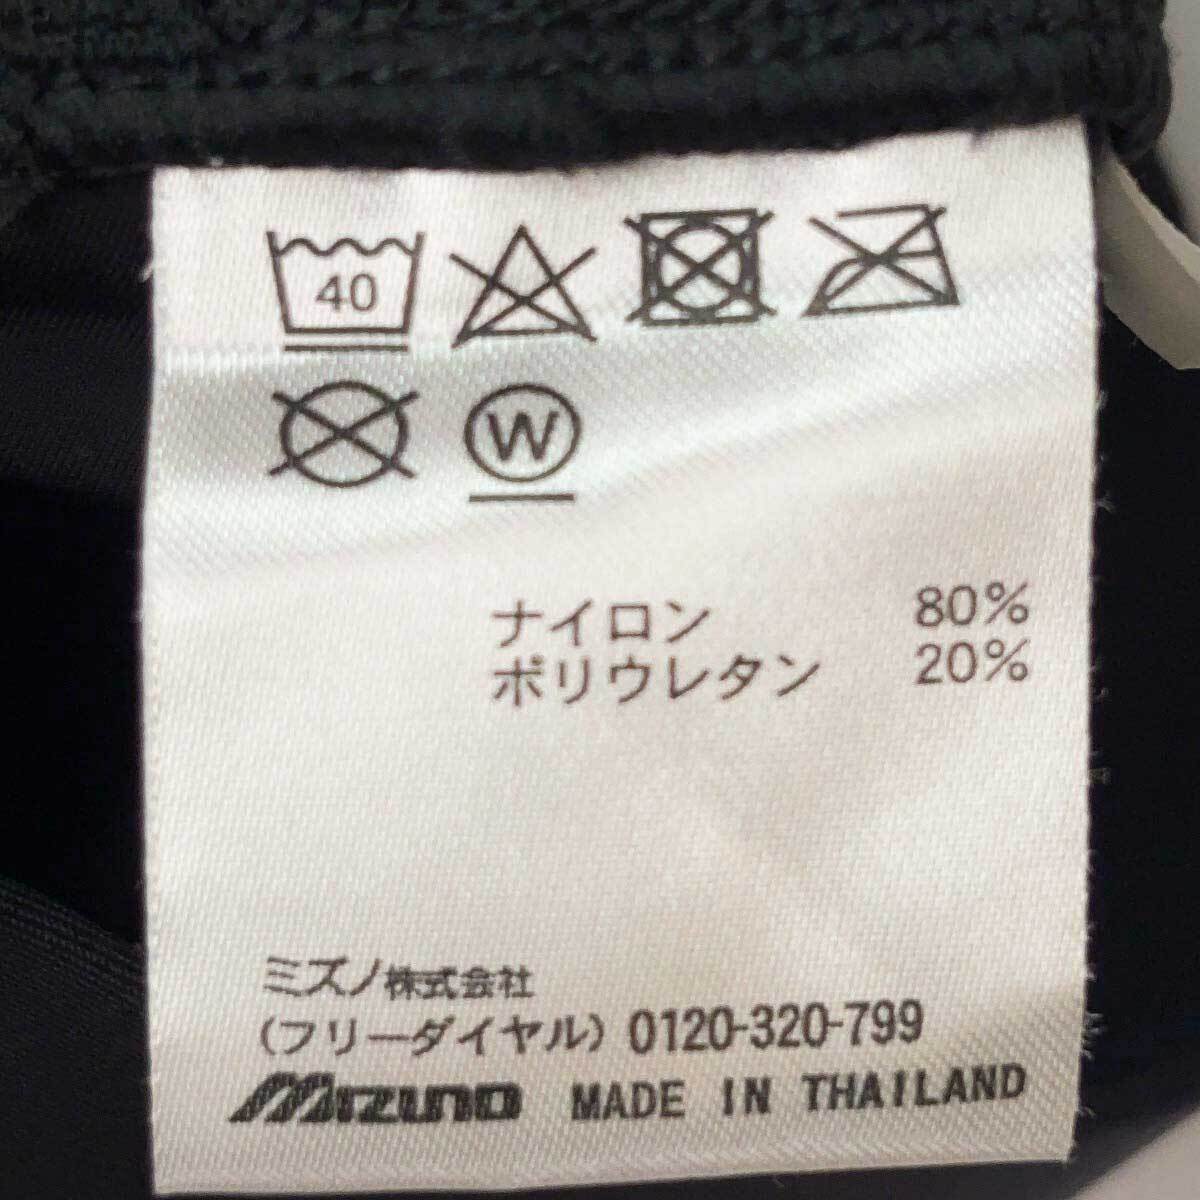 40
W
ナイロン 80%
ポリウレタン 20%
ミズノ株式会社
(フリーダイヤル) 0120-320-799
MIZUNO MADE IN THAILAND